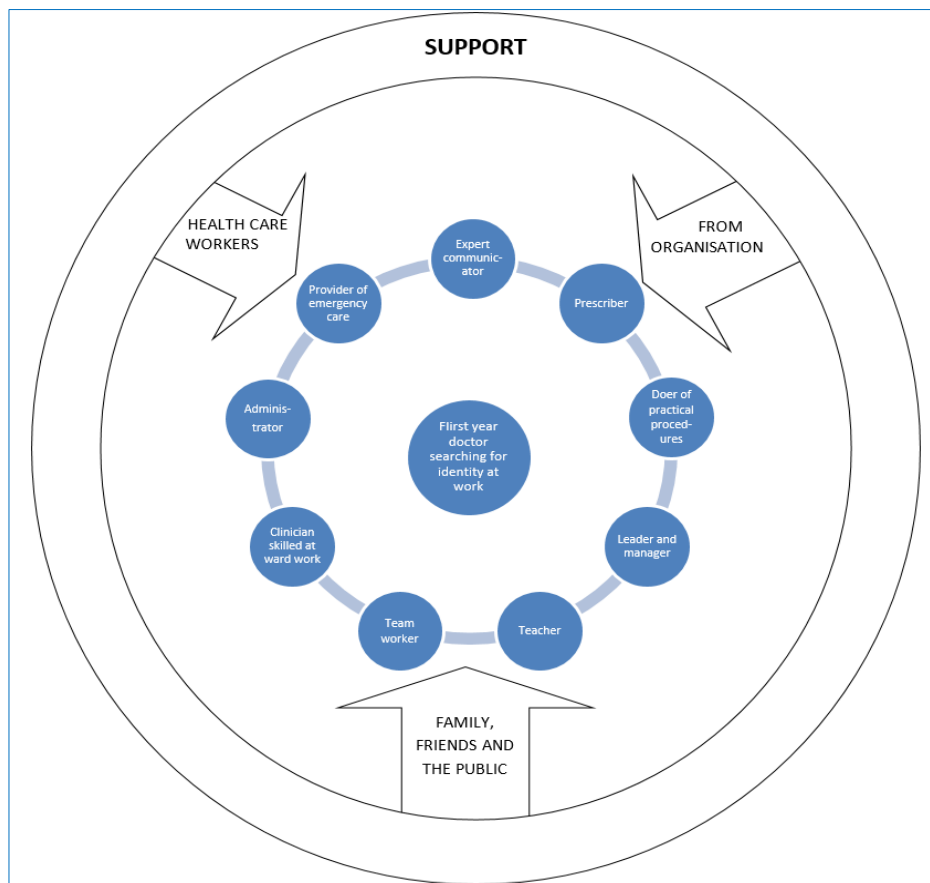 SUPPORT
HEALTH CARE
WORKERS
FROM
ORGANISATION
Expert
communic-
ator
Provider of
emergency
care
Prescriber
Adminis-
trator
Doer of
practical
proced-
ures
Flirst year
doctor
searching for
identity at
work
Clinician
skilled at
ward work
Leader and
manager
Team
worker
Teacher
FAMILY,
FRIENDS AND
THE PUBLIC